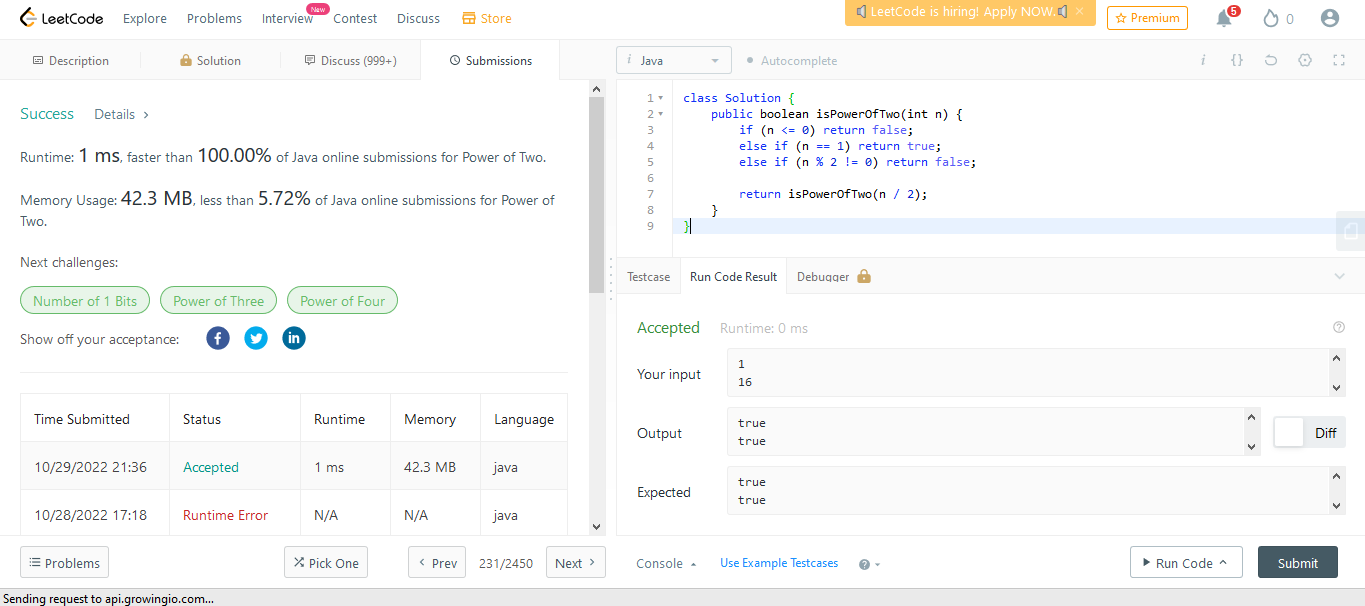 LeetCode Explore Problems Interview New Contest Discuss Store LeetCode is hiring! Apply NOW. × Premium 5 0
Description Solution Discuss (999+) Submissions
i Java Autocomplete i {}
Success Details >
Runtime: 1 ms, faster than 100.00% of Java online submissions for Power of Two.
Memory Usage: 42.3 MB, less than 5.72% of Java online submissions for Power of
Two.
Next challenges:
Number of 1 Bits Power of Three Power of Four
Show off your acceptance: f in
Time Submitted Status Runtime Memory Language
10/29/2022 21:36 Accepted 1 ms 42.3 MB java
10/28/2022 17:18 Runtime Error N/A N/A java
Problems Pick One < Prev 231/2450 Next >
1 class Solution {
2 public boolean isPowerOfTwo(int n) {
3 if (n <= 0) return false;
4 else if (n == 1) return true;
5 else if (n % 2 != 0) return false;
6
7 return isPowerOfTwo(n / 2);
8 }
9 }
Testcase Run Code Result Debugger
Accepted Runtime: 0 ms ?
Your input
1
16
Output
true
true
Diff
Expected
true
true
Console Use Example Testcases ? Run Code Submit
Sending request to api.growingio.com...